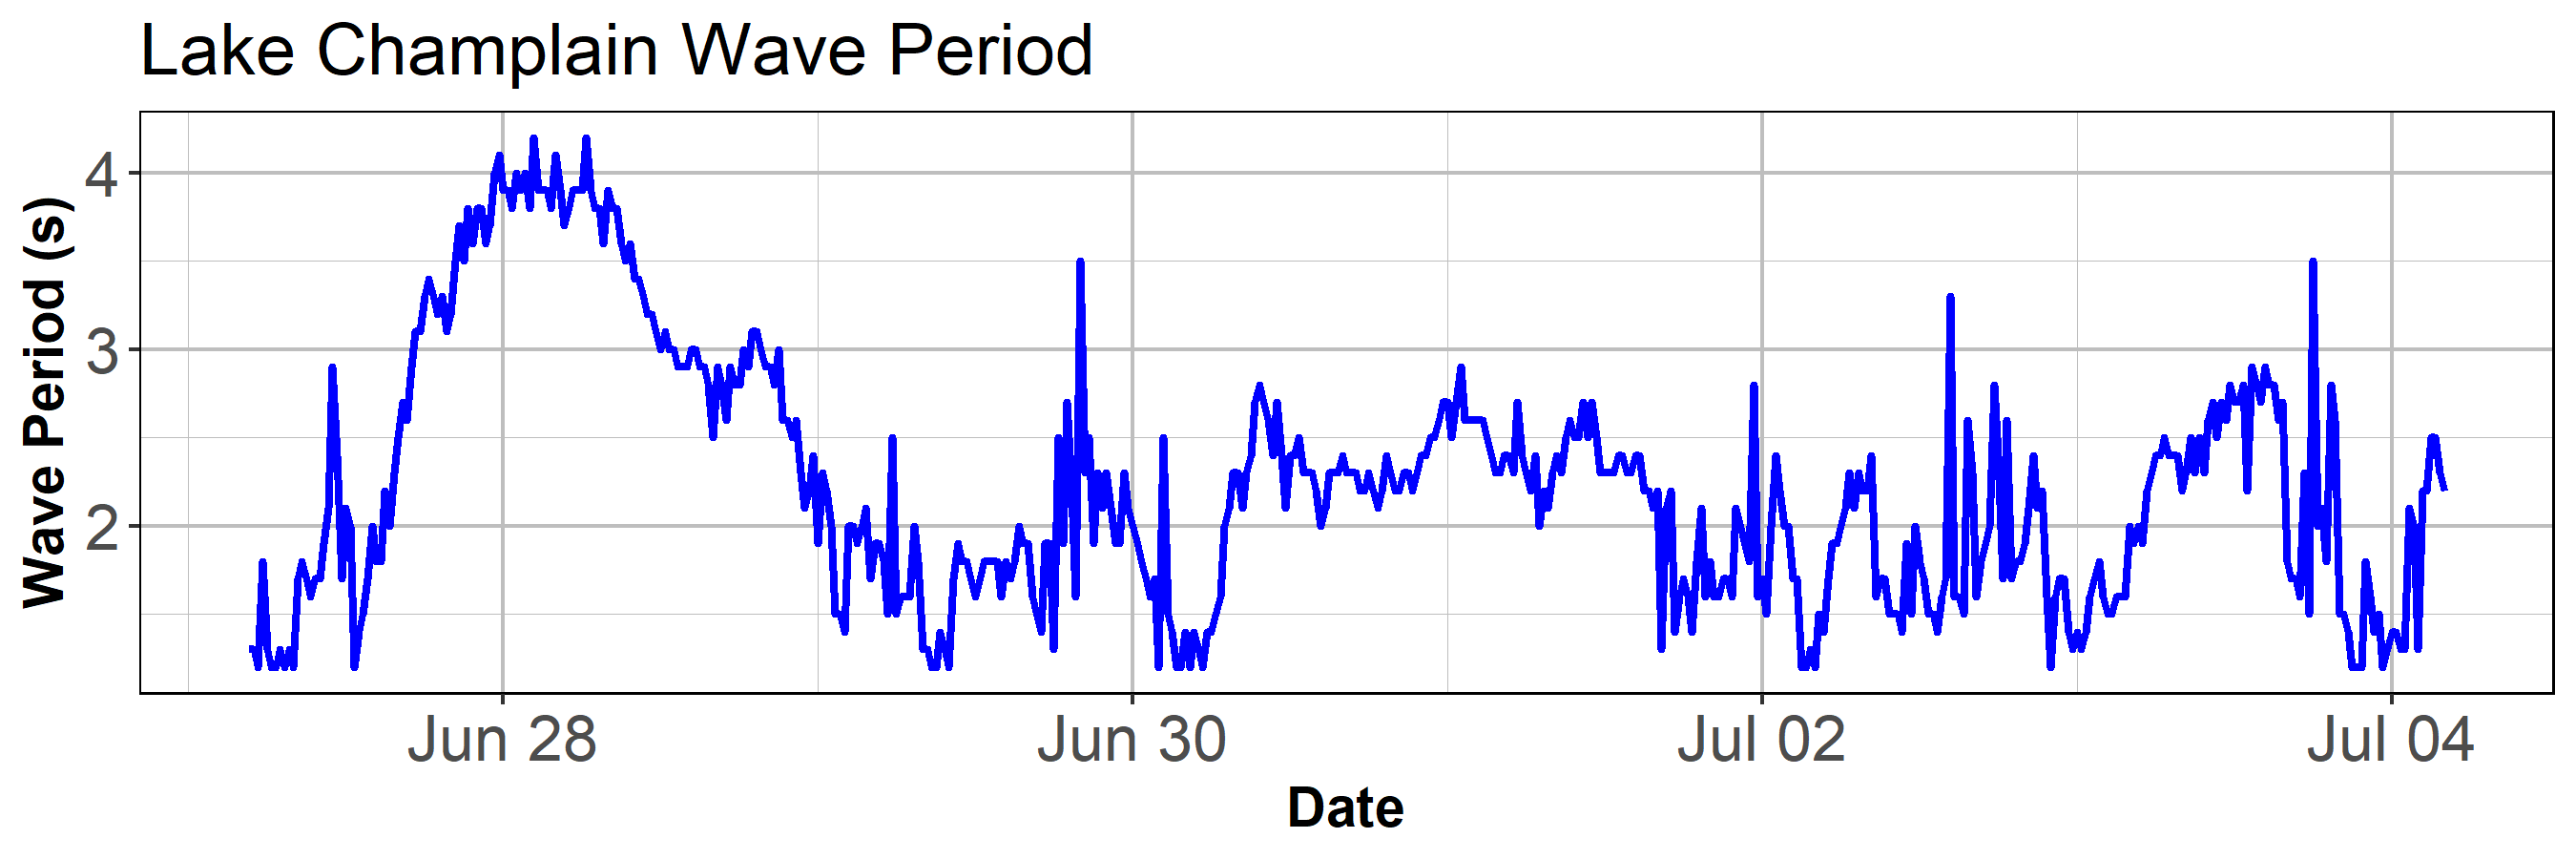 Lake Champlain Wave Period
Wave Period (s)
4
3
2
Jun 28 Jun 30 Jul 02 Jul 04
Date